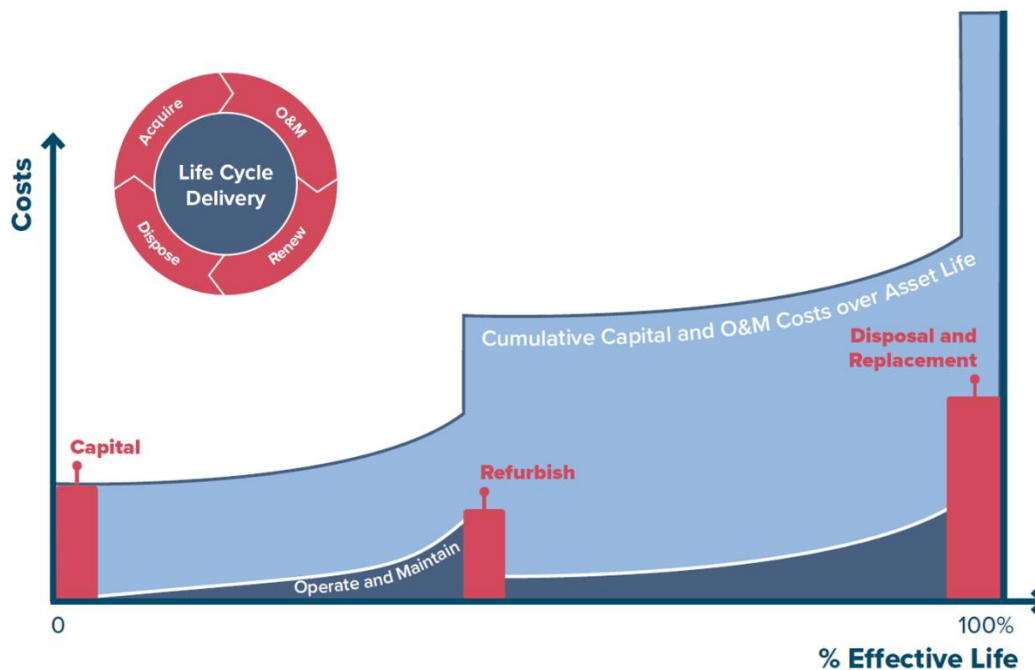 Costs
Acquire
O&M
Renew
Dispose
Life Cycle
Delivery
Cumulative Capital and O&M Costs over Asset Life
Disposal and
Replacement
Capital
Refurbish
Operate and Maintain
0
100%
% Effective Life